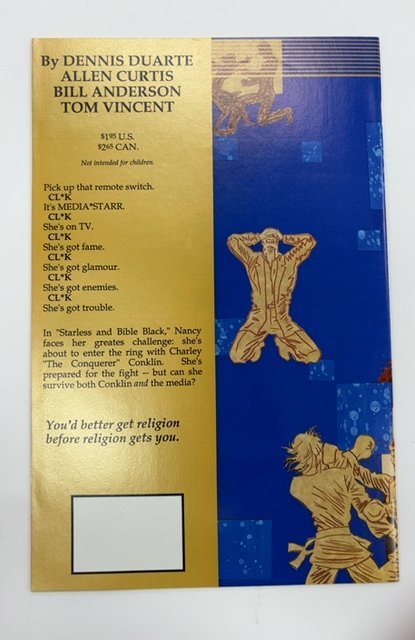 By DENNIS DUARTE
ALLEN CURTIS
BILL ANDERSON
TOM VINCENT
$1.95 U.S.
$2.65 CAN.
Not intended for children.
Pick up that remote switch.
CL*K
It's MEDIA*STARR.
CL*K
She's on TV.
CL*K
She's got fame.
CL*K
She's got glamour.
CL*K
She's got enemies.
CL*K
She's got trouble.
In "Starless and Bible Black," Nancy
faces her greates challenge: she's
about to enter the ring with Charley
"The Conquerer" Conklin. She's
prepared for the fight -- but can she
survive both Conklin and the media?
You'd better get religion
before religion gets you.